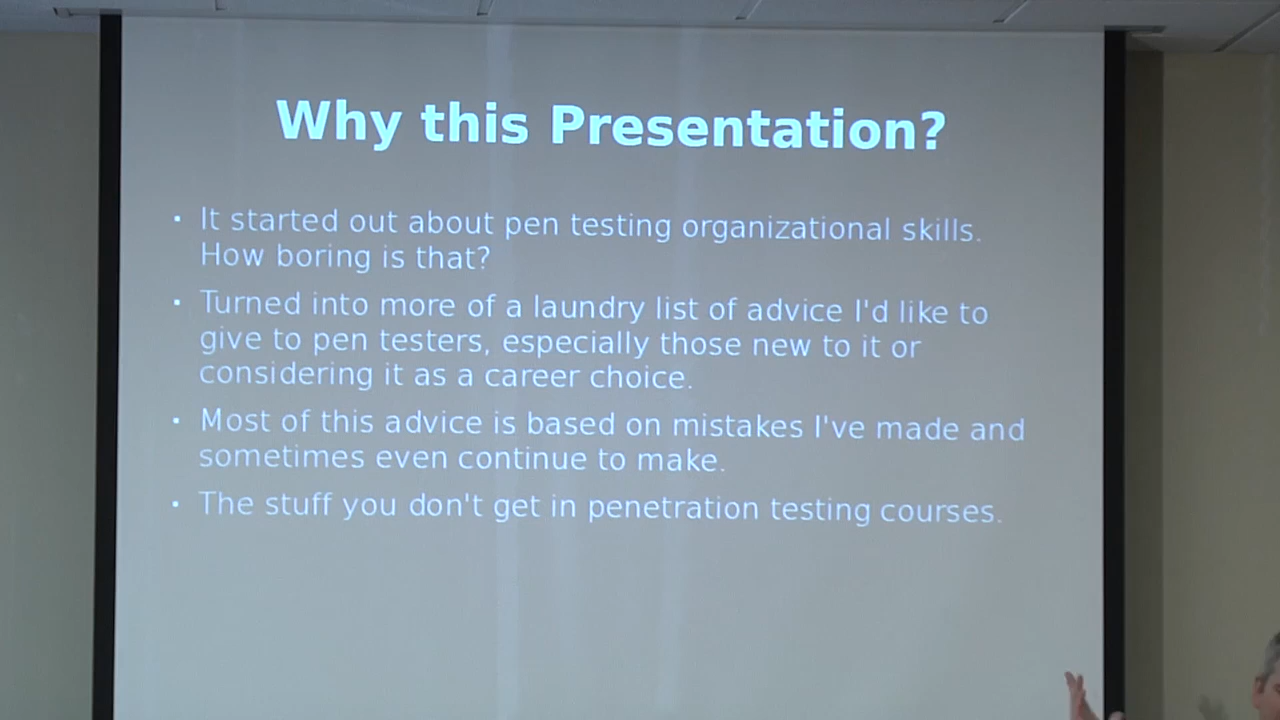 Why this Presentation?
• It started out about pen testing organizational skills.
How boring is that?
• Turned into more of a laundry list of advice I'd like to
give to pen testers, especially those new to it or
considering it as a career choice.
• Most of this advice is based on mistakes I've made and
sometimes even continue to make.
• The stuff you don't get in penetration testing courses.